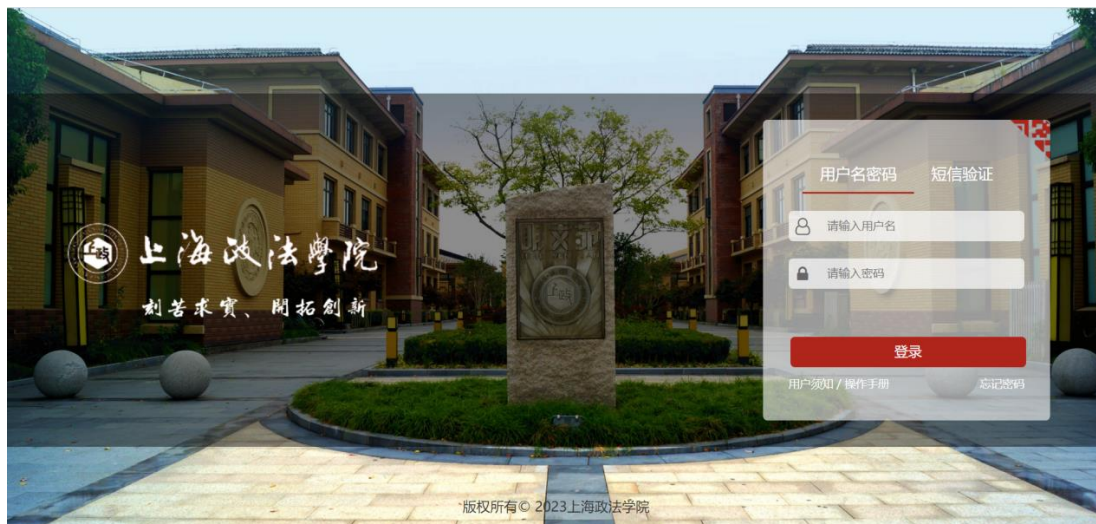 上海政法學院
刻苦求實、開拓創新
上政
用户名密码
短信验证
请输入用户名
请输入密码
登录
用户须知 / 操作手册
忘记密码
版权所有© 2023上海政法学院